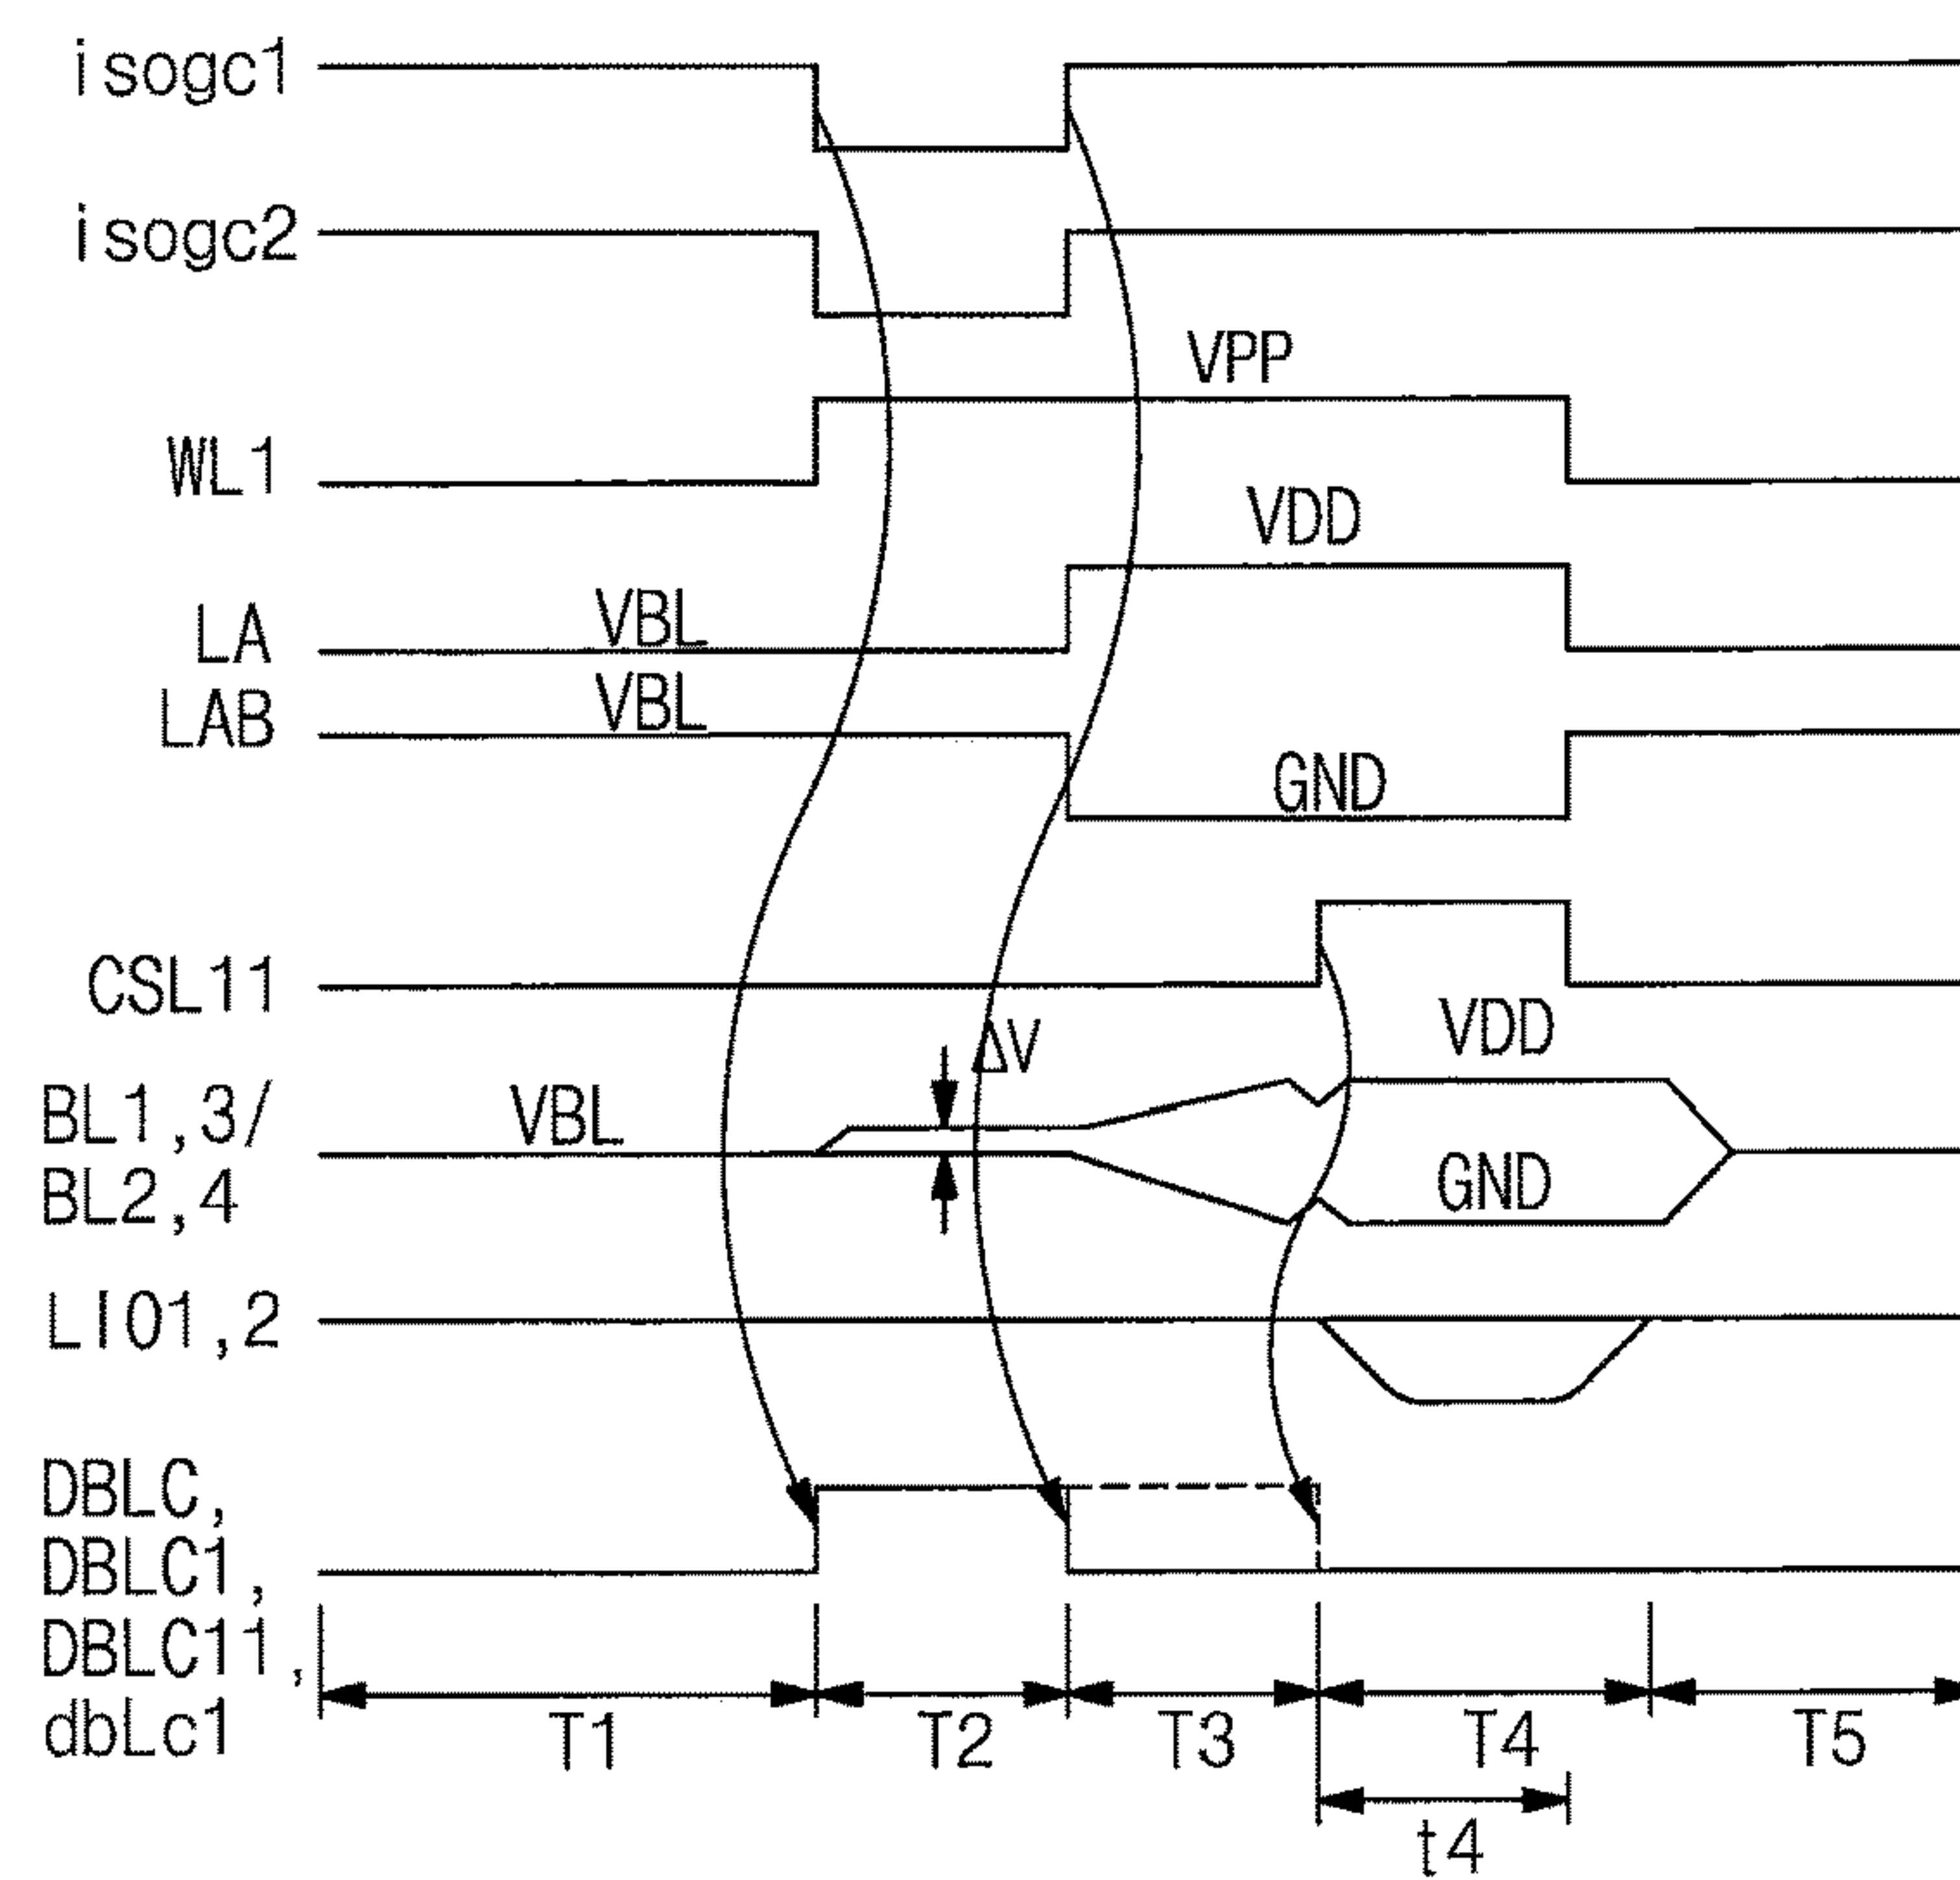 isogc1
isogc2
VPP
WL1
VDD
LA VBL
LAB VBL
GND
CSL11
VDD
ΔV
BL1,3/ VBL
BL2,4 GND
LIO1,2
DBLC,
DBLC1,
DBLC11,
dbLc1 T1 T2 T3 T4 T5
t4